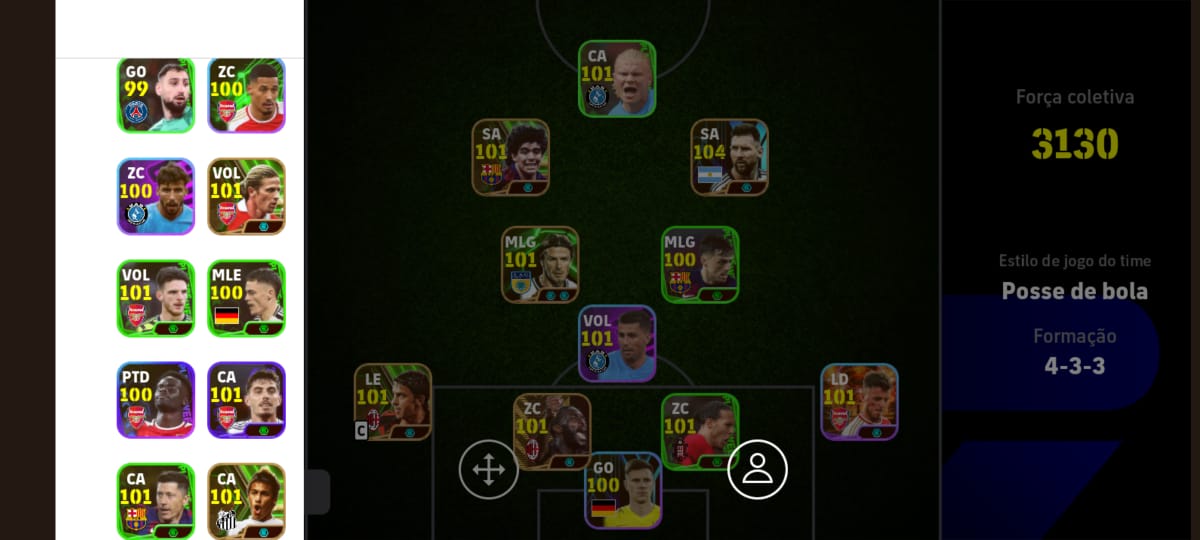 GO
99
ZC
100
ZC
100
VOL
101
VOL
101
MLE
100
PTD
100
CA
101
CA
101
CA
101
CA
101
SA
101
SA
104
MLG
101
MLG
100
VOL
101
LE
101
C
ZC
101
ZC
101
LD
101
GO
100
Força coletiva
3130
Estilo de jogo do time
Posse de bola
Formação
4-3-3